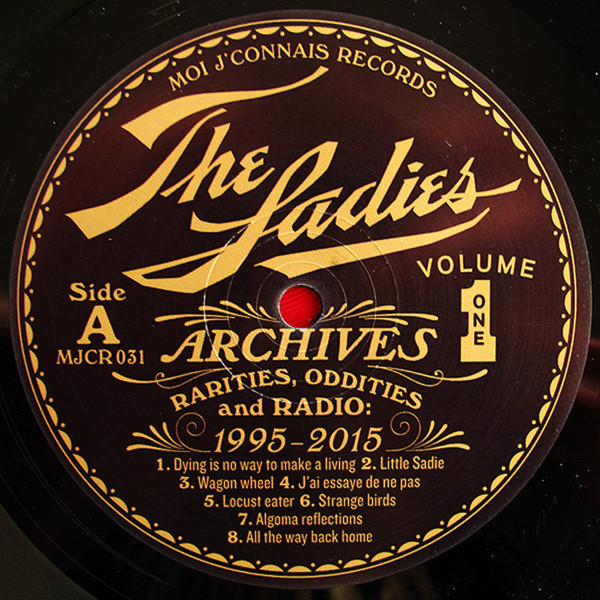 MOI J'CONNAIS RECORDS
The Ladies
VOLUME
1
ONE
Side
A
MJCR 031
ARCHIVES
RARITIES, ODDITIES
and RADIO:
1995–2015
1. Dying is no way to make a living 2. Little Sadie
3. Wagon wheel 4. J'ai essaye de ne pas
5. Locust eater 6. Strange birds
7. Algoma reflections
8. All the way back home